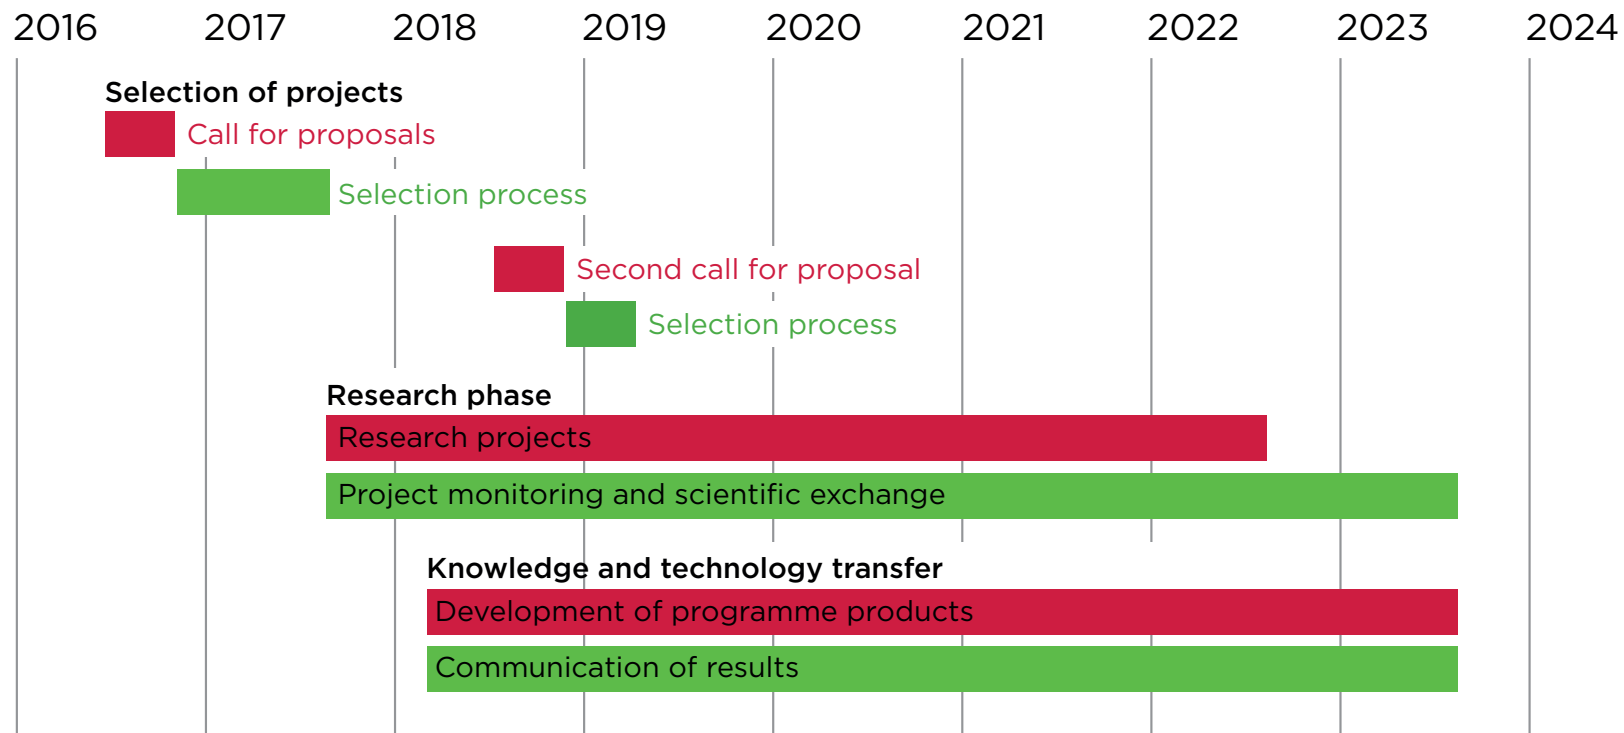 2016 2017 2018 2019 2020 2021 2022 2023 2024
Selection of projects
Call for proposals
Selection process
Second call for proposal
Selection process
Research phase
Research projects
Project monitoring and scientific exchange
Knowledge and technology transfer
Development of programme products
Communication of results